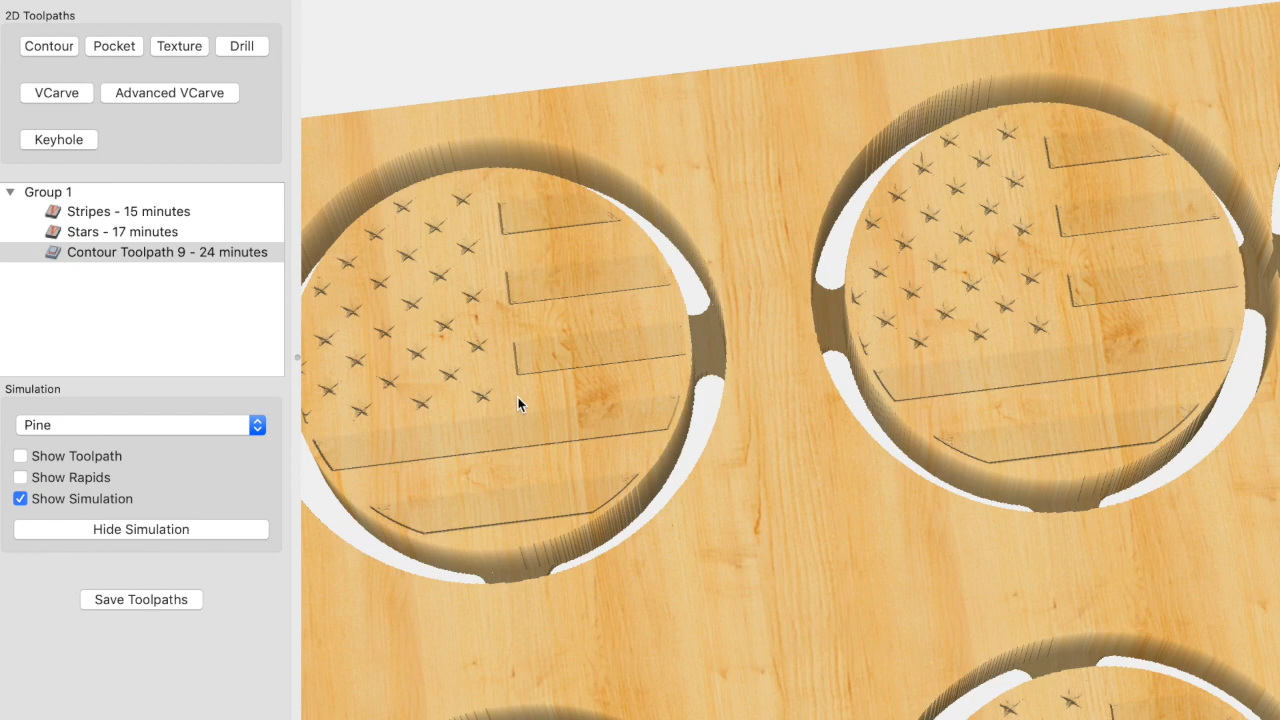 2D Toolpaths
Contour Pocket Texture Drill
VCarve Advanced VCarve
Keyhole
Group 1
Stripes - 15 minutes
Stars - 17 minutes
Contour Toolpath 9 - 24 minutes
Simulation
Pine
Show Toolpath
Show Rapids
Show Simulation
Hide Simulation
Save Toolpaths